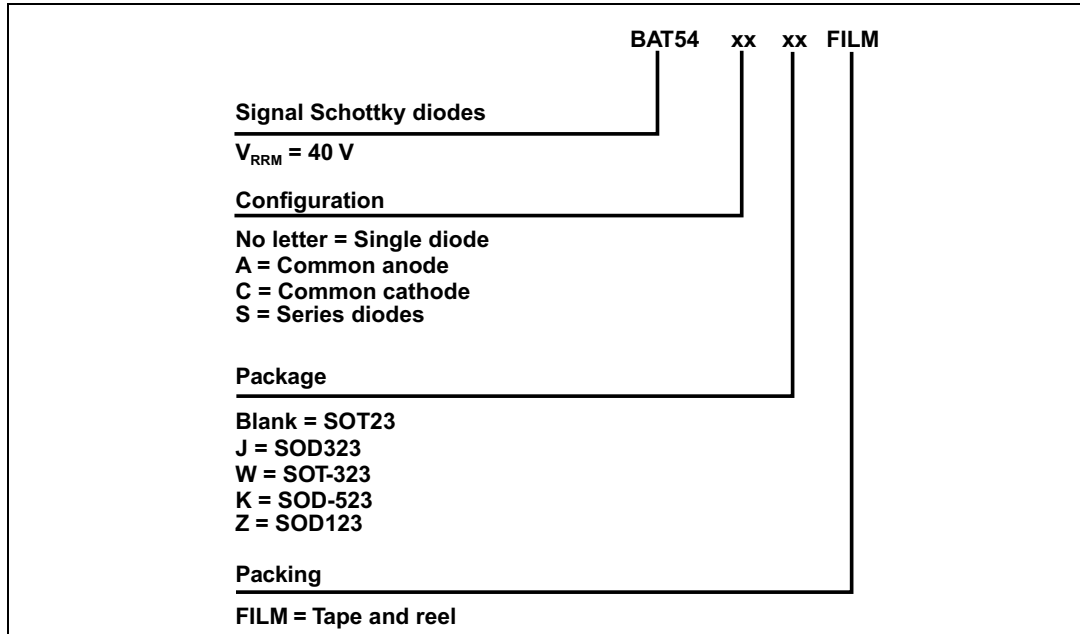 BAT54 xx xx FILM
Signal Schottky diodes
VRRM = 40 V
Configuration
No letter = Single diode
A = Common anode
C = Common cathode
S = Series diodes
Package
Blank = SOT23
J = SOD323
W = SOT-323
K = SOD-523
Z = SOD123
Packing
FILM = Tape and reel